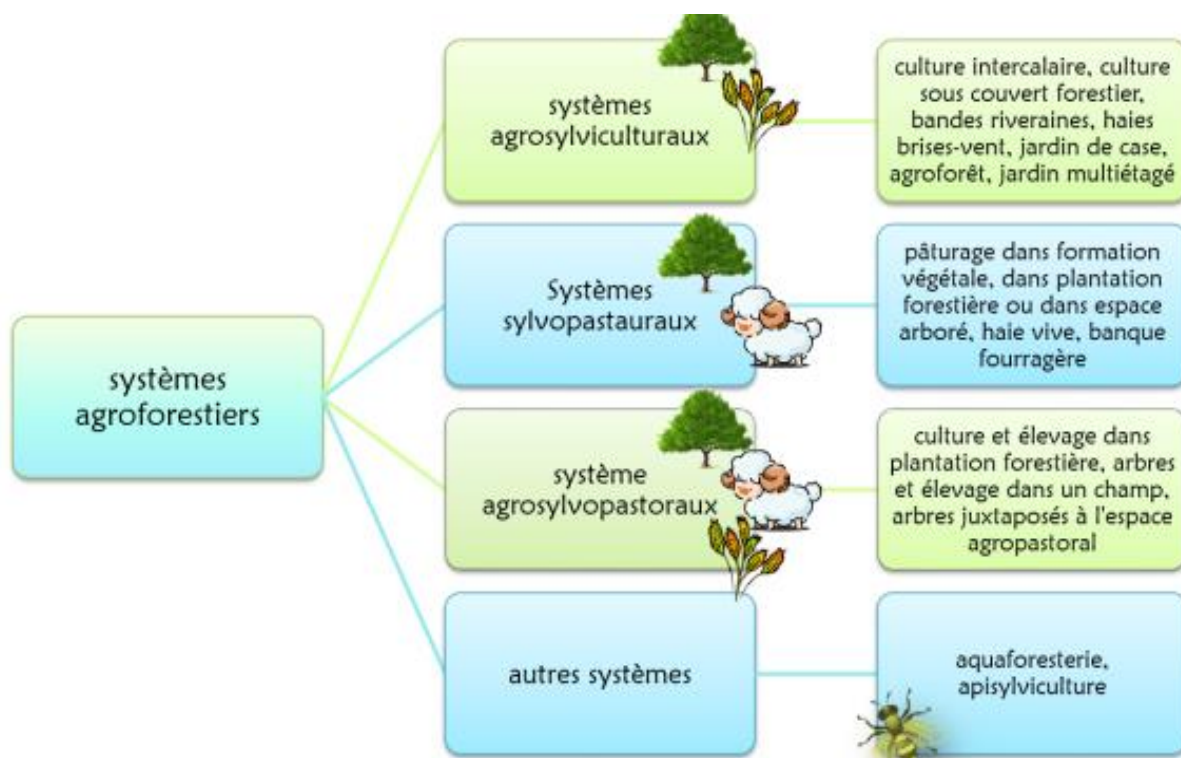 systèmes
agroforestiers
systèmes
agrosylviculturaux
culture intercalaire, culture
sous couvert forestier,
bandes riveraines, haies
brises-vent, jardin de case,
agroforêt, jardin multiétagé
Systèmes
sylvopastauraux
pâturage dans formation
végétale, dans plantation
forestière ou dans espace
arboré, haie vive, banque
fourragère
système
agrosylvopastoraux
culture et élevage dans
plantation forestière, arbres
et élevage dans un champ,
arbres juxtaposés à l'espace
agropastoral
autres systèmes
aquaforesterie,
apisylviculture